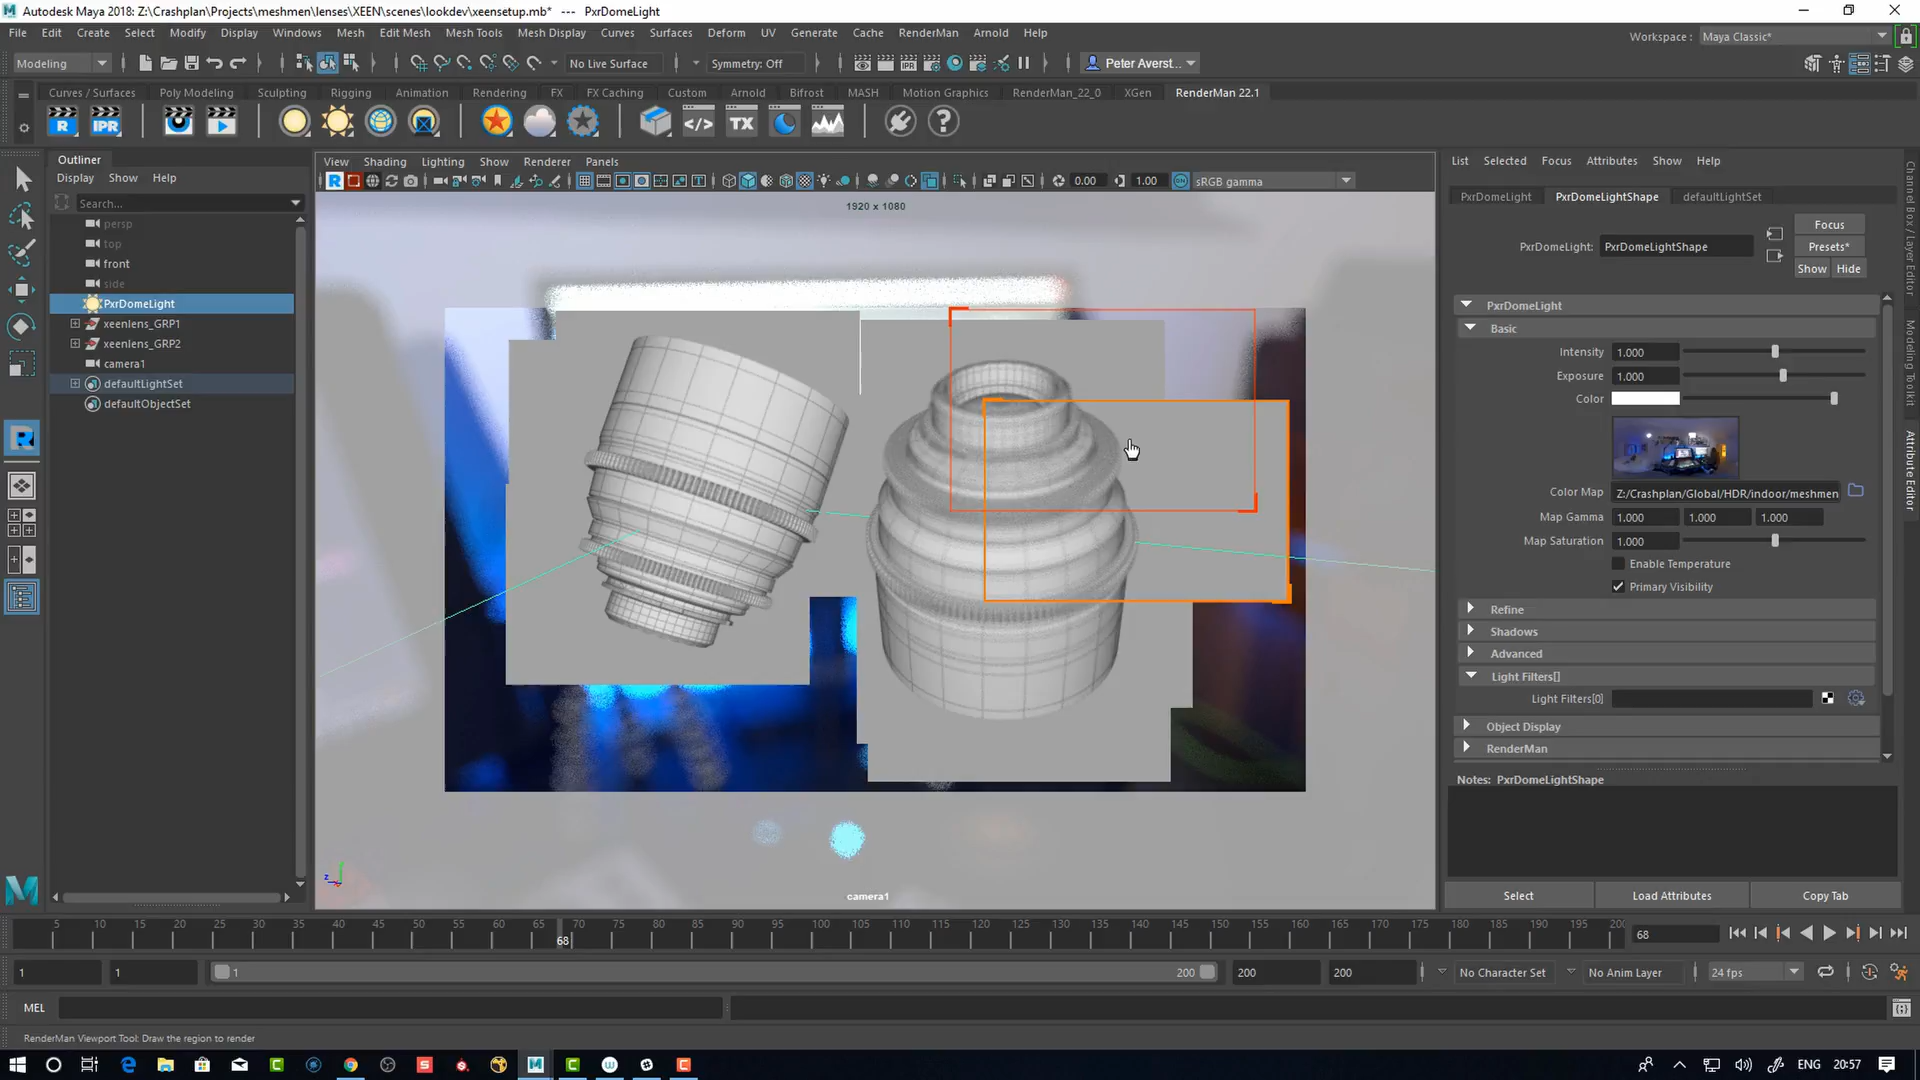 Autodesk Maya 2018: Z:\Crashplan\Projects\meshmen\lenses\XEEN\scenes\lookdev\xeensetup.mb*  ---  PxrDomeLight
File Edit Create Select Modify Display Windows Mesh Edit Mesh Mesh Tools Mesh Display Curves Surfaces Deform UV Generate Cache RenderMan Arnold Help
Workspace : Maya Classic*
Modeling
No Live Surface
Symmetry: Off
Peter Averst...
Curves / Surfaces Poly Modeling Sculpting Rigging Animation Rendering FX FX Caching Custom Arnold Bifrost MASH Motion Graphics RenderMan_22_0 XGen RenderMan 22.1
R IPR </> TX ?
Outliner
Display Show Help
Search...
persp
top
front
side
PxrDomeLight
xeenlens_GRP1
xeenlens_GRP2
camera1
defaultLightSet
defaultObjectSet
View Shading Lighting Show Renderer Panels
0.00 1.00 sRGB gamma
1920 x 1080
camera1
List Selected Focus Attributes Show Help
PxrDomeLight PxrDomeLightShape defaultLightSet
PxrDomeLight: PxrDomeLightShape
Focus
Presets*
Show Hide
PxrDomeLight
Basic
Intensity 1.000
Exposure 1.000
Color
Color Map Z:/Crashplan/Global/HDR/indoor/meshmen
Map Gamma 1.000 1.000 1.000
Map Saturation 1.000
Enable Temperature
Primary Visibility
Refine
Shadows
Advanced
Light Filters[]
Light Filters[0]
Object Display
RenderMan
Notes: PxrDomeLightShape
Select Load Attributes Copy Tab
Channel Box / Layer Editor
Modeling Toolkit
Attribute Editor
5 10 15 20 25 30 35 40 45 50 55 60 65 70 75 80 85 90 95 100 105 110 115 120 125 130 135 140 145 150 155 160 165 170 175 180 185 190 195 20
68
68
1 1 1 200 200 200
No Character Set
No Anim Layer
24 fps
MEL
RenderMan Viewport Tool: Draw the region to render
ENG 20:57